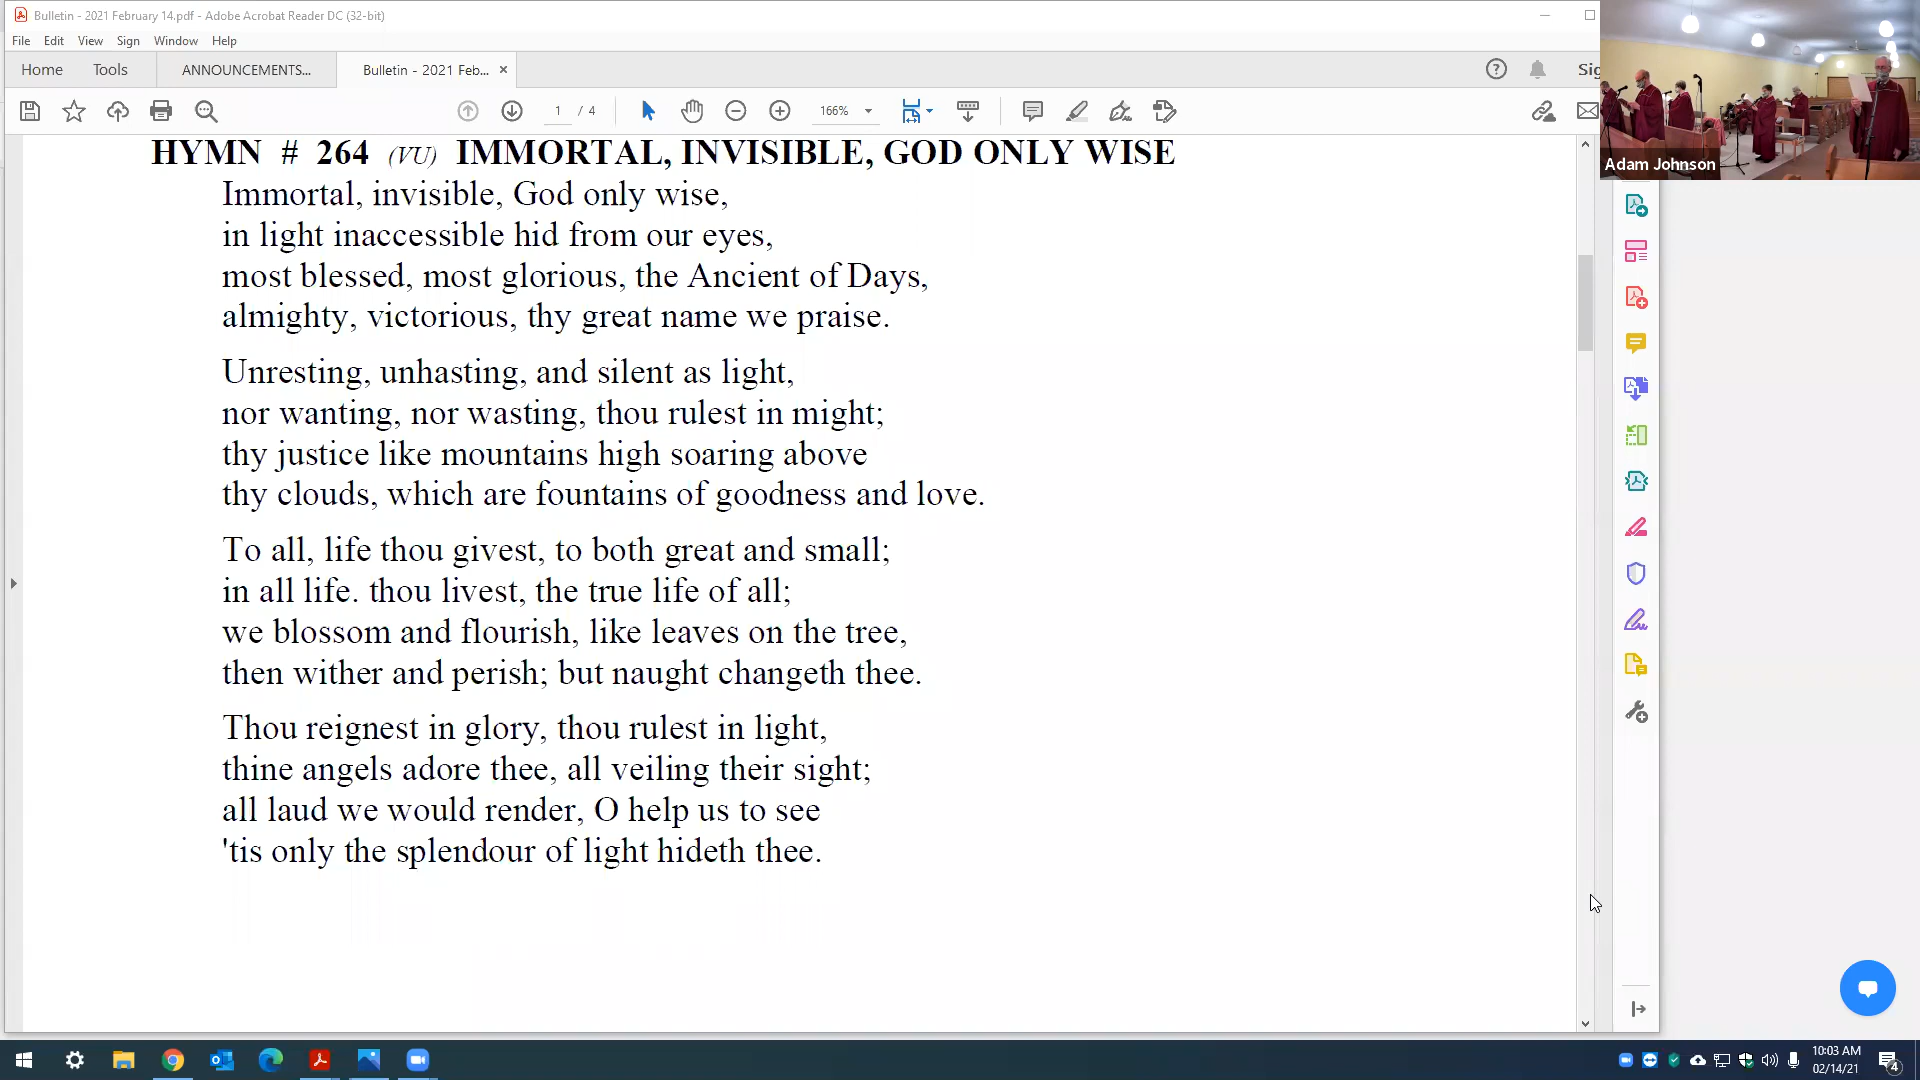 Bulletin - 2021 February 14.pdf - Adobe Acrobat Reader DC (32-bit)
File Edit View Sign Window Help
Home Tools ANNOUNCEMENTS... Bulletin - 2021 Feb... ×
1 / 4 166%
HYMN # 264 (VU) IMMORTAL, INVISIBLE, GOD ONLY WISE
Immortal, invisible, God only wise,
in light inaccessible hid from our eyes,
most blessed, most glorious, the Ancient of Days,
almighty, victorious, thy great name we praise.
Unresting, unhasting, and silent as light,
nor wanting, nor wasting, thou rulest in might;
thy justice like mountains high soaring above
thy clouds, which are fountains of goodness and love.
To all, life thou givest, to both great and small;
in all life. thou livest, the true life of all;
we blossom and flourish, like leaves on the tree,
then wither and perish; but naught changeth thee.
Thou reignest in glory, thou rulest in light,
thine angels adore thee, all veiling their sight;
all laud we would render, O help us to see
'tis only the splendour of light hideth thee.
Adam Johnson
10:03 AM
02/14/21
4